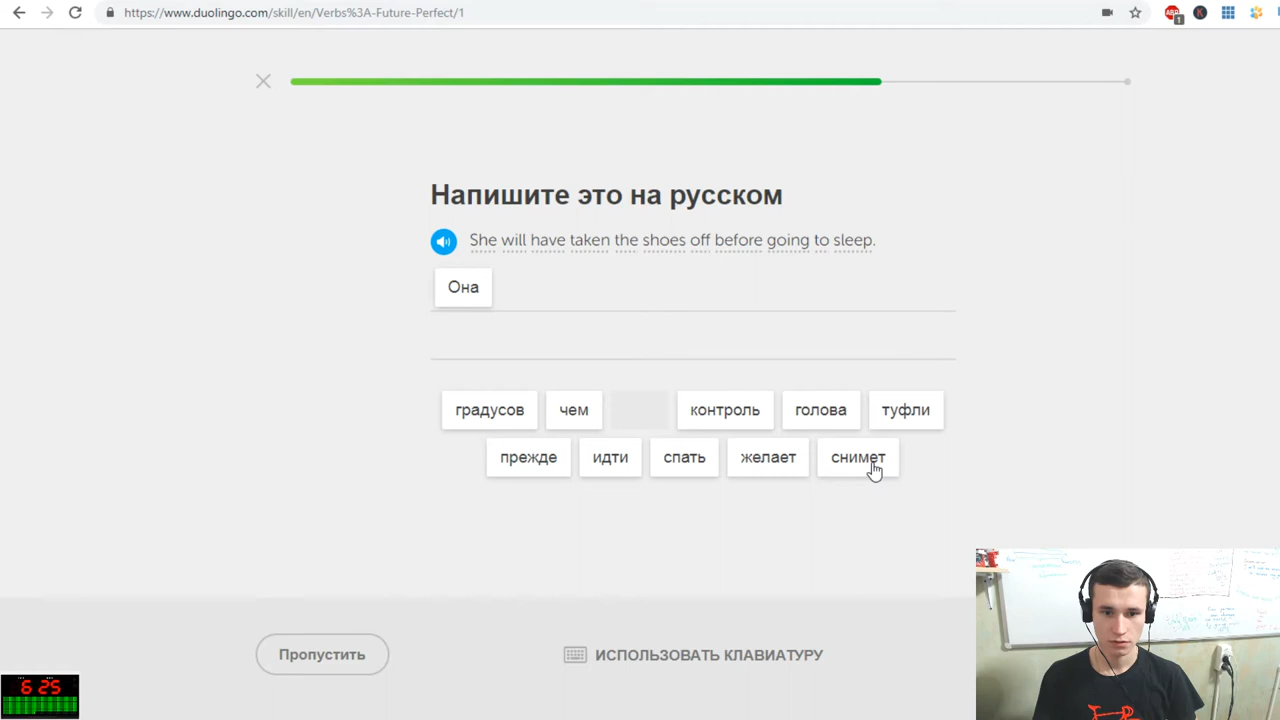 https://www.duolingo.com/skill/en/Verbs%3A-Future-Perfect/1
ABP
1
K
Напишите это на русском
She will have taken the shoes off before going to sleep.
Она
градусов чем контроль голова туфли
прежде идти спать желает снимет
Пропустить ИСПОЛЬЗОВАТЬ КЛАВИАТУРУ
6 25